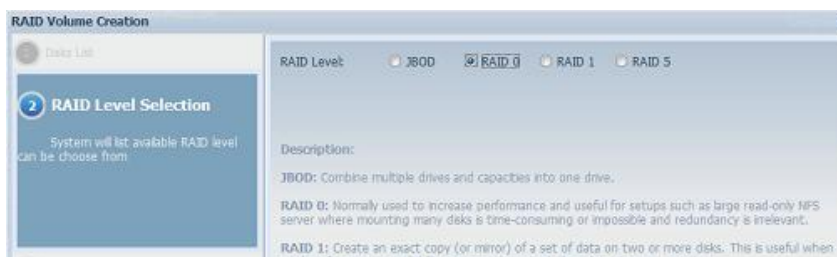 RAID Volume Creation
Disks List
RAID Level: JBOD RAID 0 RAID 1 RAID 5
2 RAID Level Selection
System will list available RAID level
can be choose from
Description:
JBOD: Combine multiple drives and capacities into one drive.
RAID 0: Normally used to increase performance and useful for setups such as large read-only NFS
server where mounting many disks is time-consuming or impossible and redundancy is irrelevant.
RAID 1: Create an exact copy (or mirror) of a set of data on two or more disks. This is useful when